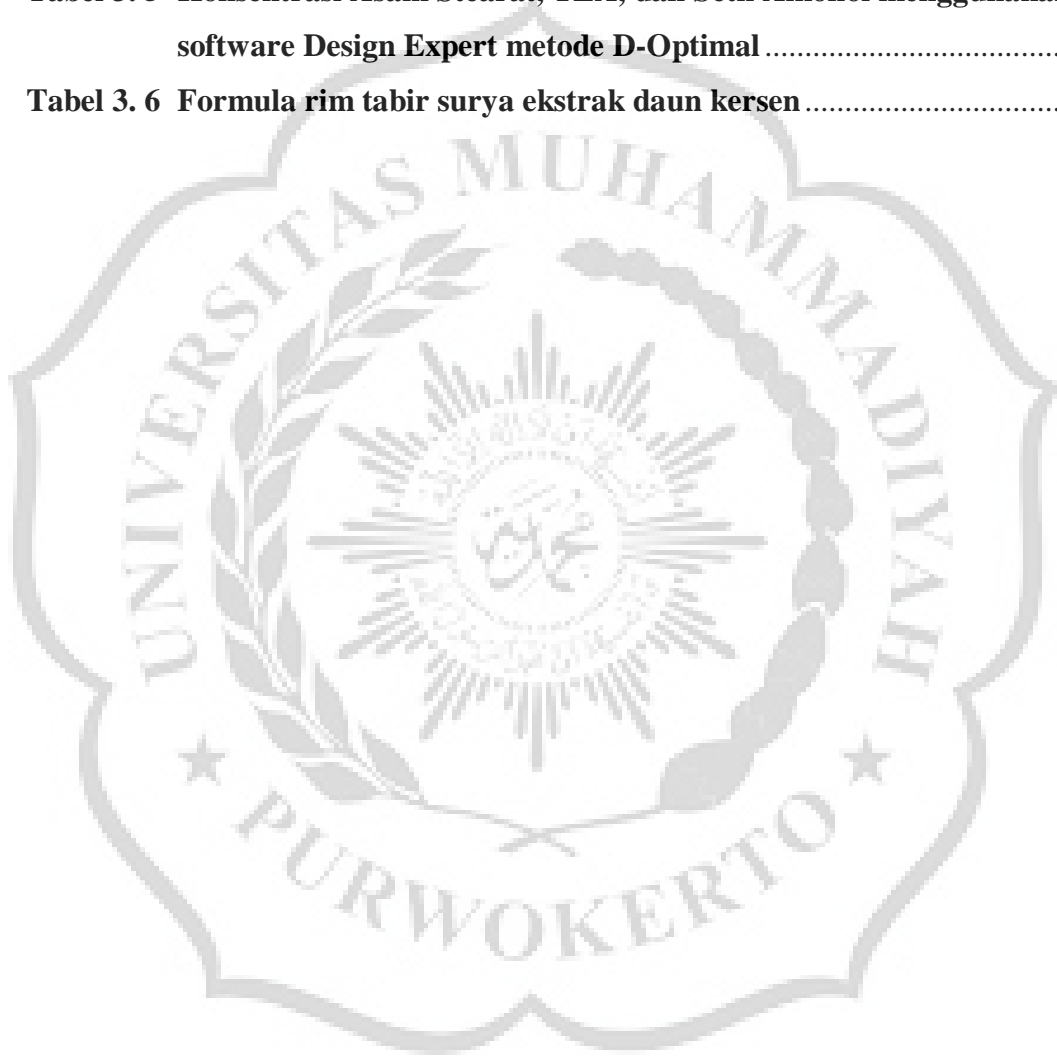 software Design Expert metode D-Optimal ........................................
Tabel 3. 6 Formula rim tabir surya ekstrak daun kersen ...................................
UNIVERSITAS MUHAMMADIYAH
PURWOKERTO